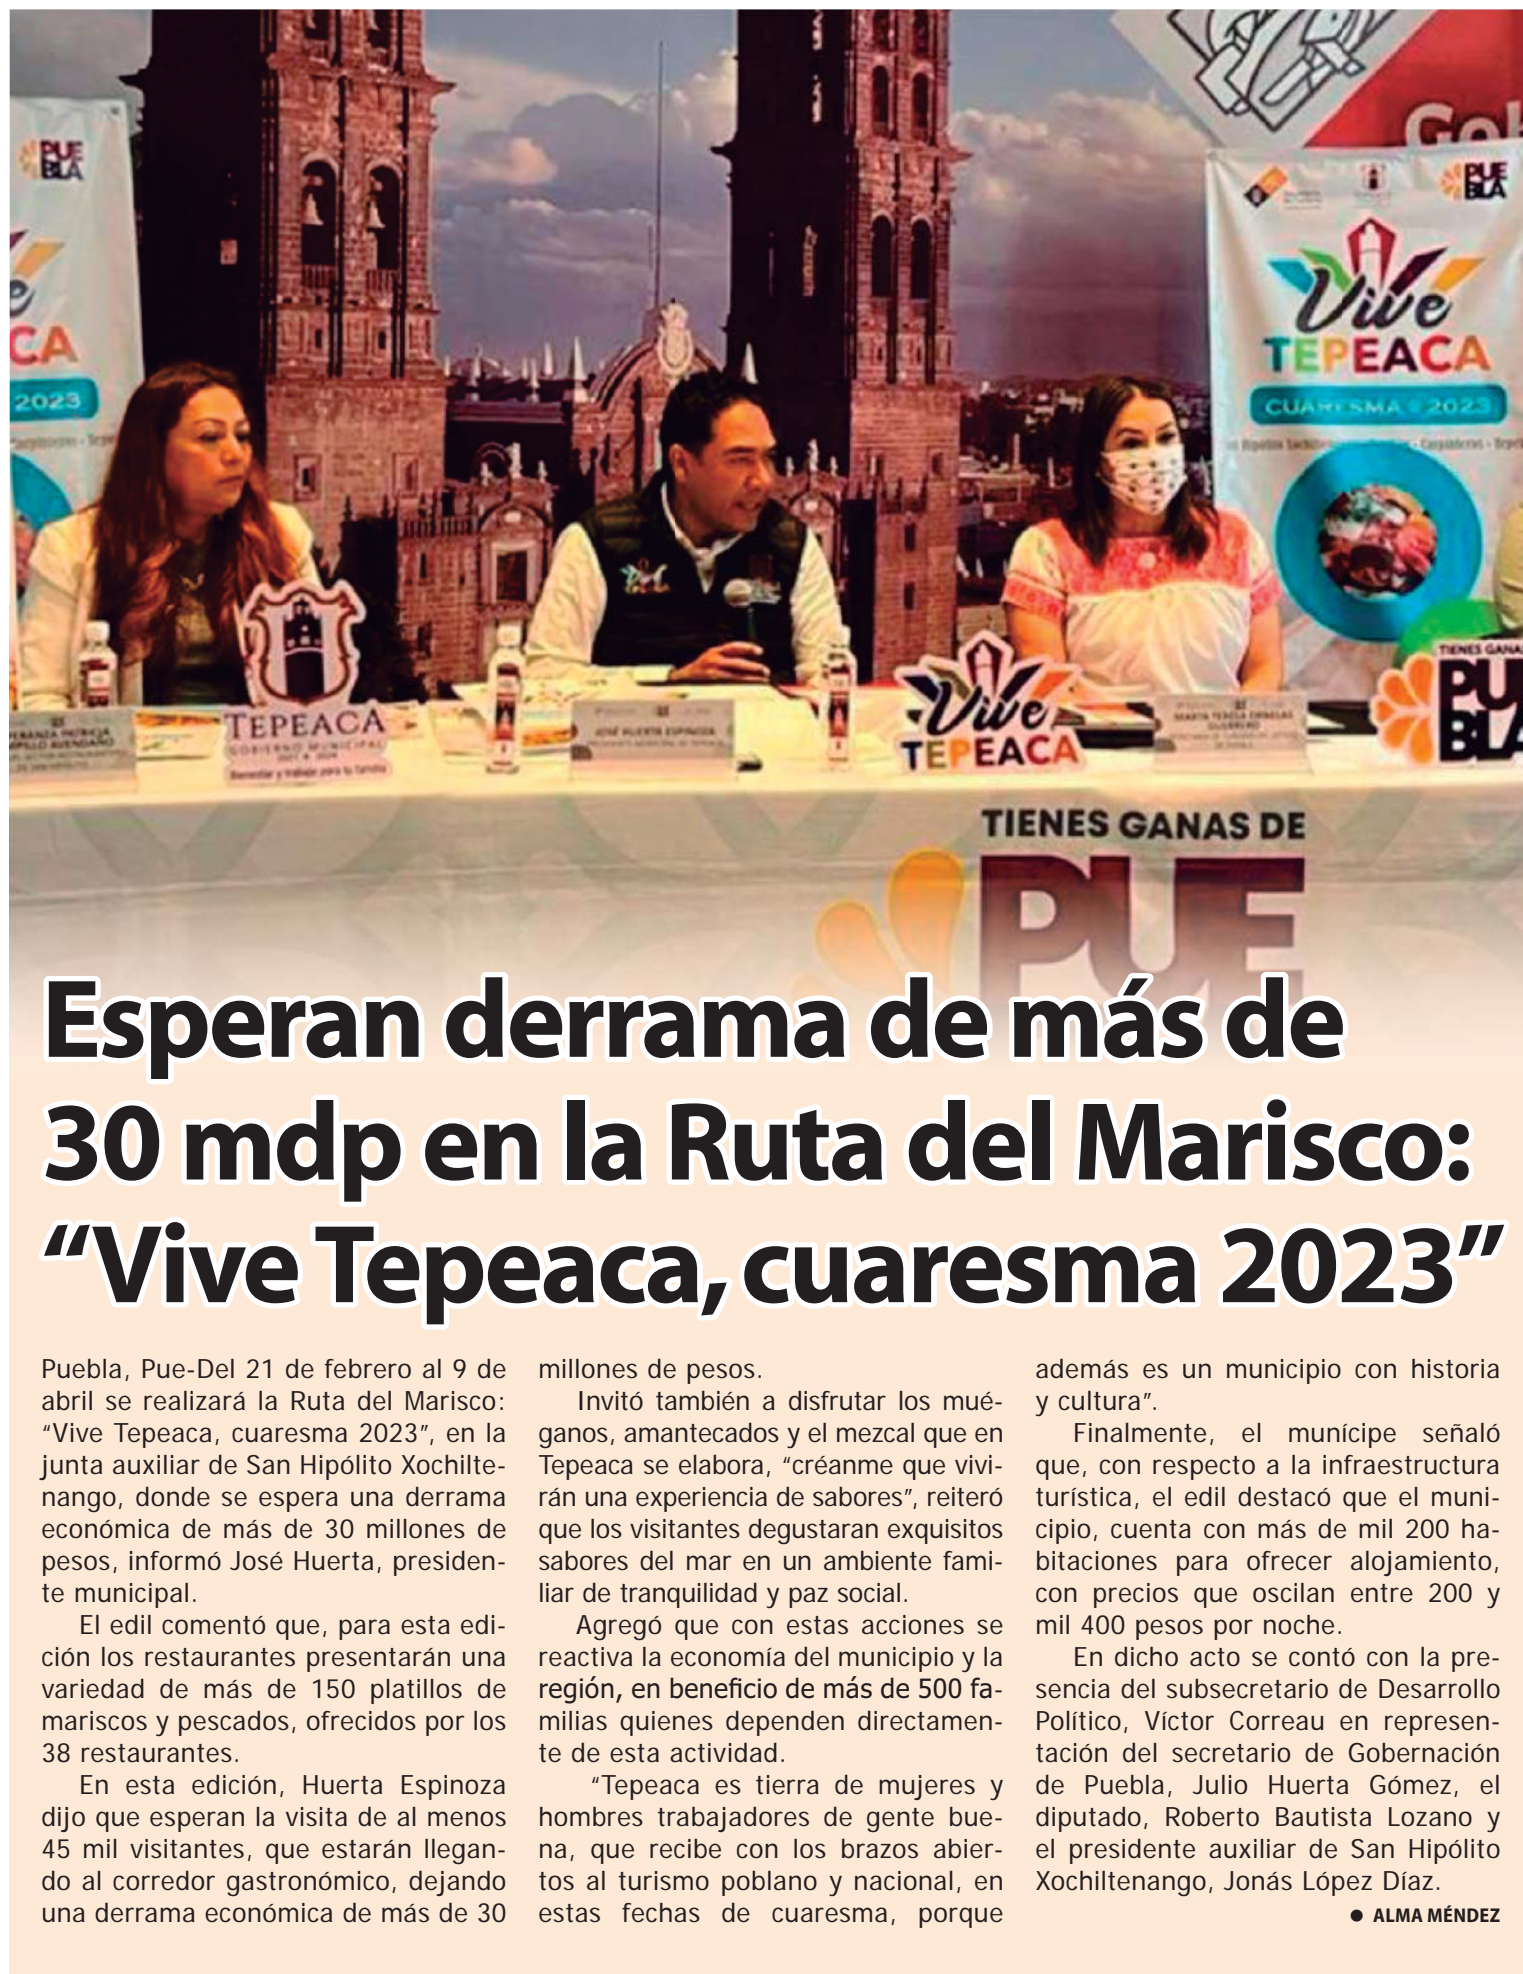 PUE
BLA
Gob
PUE
BLA
Vive
TEPEACA
CUARESMA 2023
CA
2023
TEPEACA
GOBIERNO MUNICIPAL
Bienestar y trabajo para tu familia
JOSÉ HUERTA ESPINOZA
Vive
TEPEACA
MARÍA TERESA ORNELAS
GUERRERO
TIENES GANA
PU
BLA
TIENES GANAS DE
PUE
Esperan derrama de más de
30 mdp en la Ruta del Marisco:
“Vive Tepeaca, cuaresma 2023”
Puebla, Pue-Del 21 de febrero al 9 de
abril se realizará la Ruta del Marisco:
“Vive Tepeaca, cuaresma 2023”, en la
junta auxiliar de San Hipólito Xochilte-
nango, donde se espera una derrama
económica de más de 30 millones de
pesos, informó José Huerta, presiden-
te municipal.
El edil comentó que, para esta edi-
ción los restaurantes presentarán una
variedad de más de 150 platillos de
mariscos y pescados, ofrecidos por los
38 restaurantes.
En esta edición, Huerta Espinoza
dijo que esperan la visita de al menos
45 mil visitantes, que estarán llegan-
do al corredor gastronómico, dejando
una derrama económica de más de 30
millones de pesos.
Invitó también a disfrutar los mué-
ganos, amantecados y el mezcal que en
Tepeaca se elabora, “créanme que vivi-
rán una experiencia de sabores”, reiteró
que los visitantes degustaran exquisitos
sabores del mar en un ambiente fami-
liar de tranquilidad y paz social.
Agregó que con estas acciones se
reactiva la economía del municipio y la
región, en beneficio de más de 500 fa-
milias quienes dependen directamen-
te de esta actividad.
“Tepeaca es tierra de mujeres y
hombres trabajadores de gente bue-
na, que recibe con los brazos abier-
tos al turismo poblano y nacional, en
estas fechas de cuaresma, porque
además es un municipio con historia
y cultura”.
Finalmente, el munícipe señaló
que, con respecto a la infraestructura
turística, el edil destacó que el muni-
cipio, cuenta con más de mil 200 ha-
bitaciones para ofrecer alojamiento,
con precios que oscilan entre 200 y
mil 400 pesos por noche.
En dicho acto se contó con la pre-
sencia del subsecretario de Desarrollo
Político, Víctor Correau en represen-
tación del secretario de Gobernación
de Puebla, Julio Huerta Gómez, el
diputado, Roberto Bautista Lozano y
el presidente auxiliar de San Hipólito
Xochiltenango, Jonás López Díaz.
● ALMA MÉNDEZ